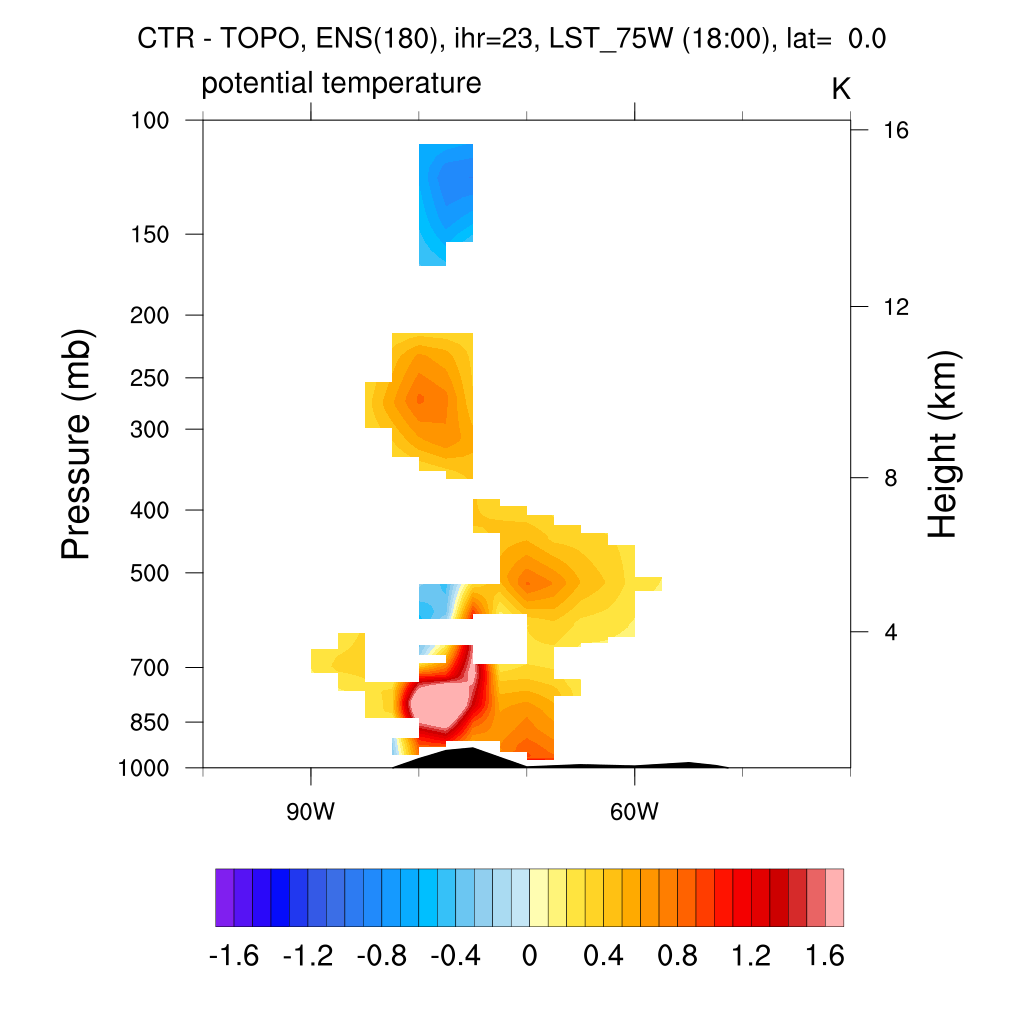 CTR - TOPO, ENS(180), ihr=23, LST_75W (18:00), lat= 0.0
potential temperature K
100
150
200
250
300
400
500
700
850
1000
Pressure (mb)
16
12
8
4
Height (km)
90W 60W
-1.6 -1.2 -0.8 -0.4 0 0.4 0.8 1.2 1.6